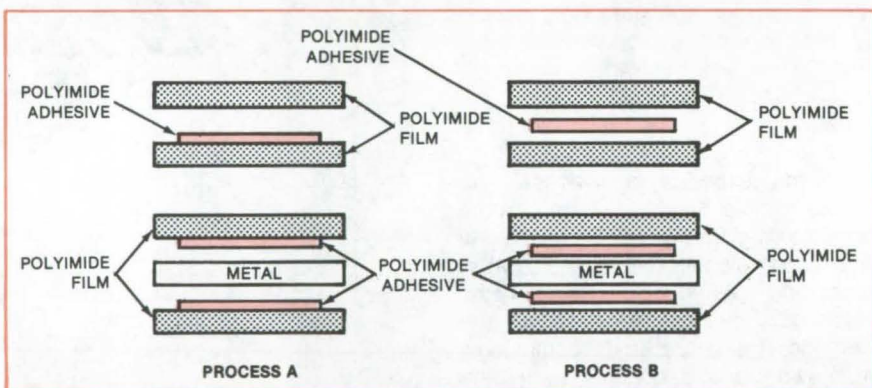 POLYIMIDE
ADHESIVE
POLYIMIDE
ADHESIVE
POLYIMIDE
FILM
POLYIMIDE
FILM
POLYIMIDE
FILM
METAL
POLYIMIDE
ADHESIVE
METAL
POLYIMIDE
FILM
PROCESS A
PROCESS B